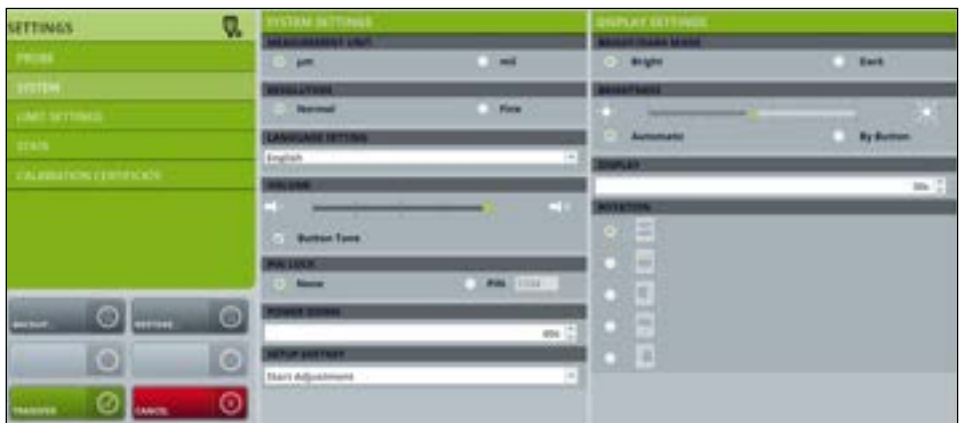 SETTINGS
PROBE
SYSTEM
LIMIT SETTINGS
STATS
CALIBRATION CERTIFICATE
BACKUP
RESTORE
TRANSFER
CANCEL
SYSTEM SETTINGS
MEASUREMENT UNIT
µm mil
RESOLUTION
Normal Fine
LANGUAGE SETTING
English
VOLUME
Button Tone
PIN LOCK
None PIN
POWER DOWN
SETUP HOTKEY
Start Adjustment
DISPLAY SETTINGS
BRIGHT/DARK MODE
Bright Dark
BRIGHTNESS
Automatic By Button
DISPLAY
ROTATION